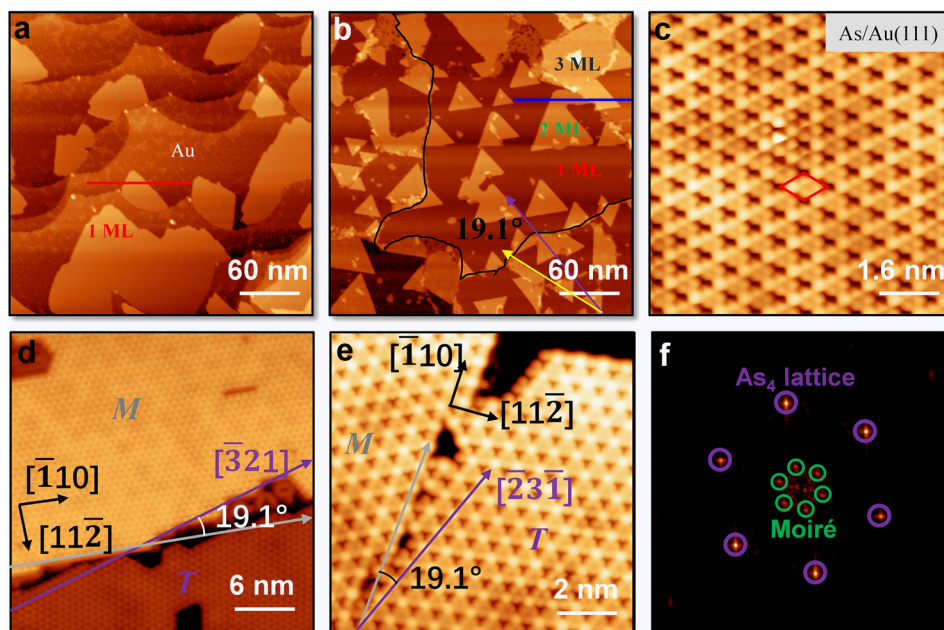 a
Au
1 ML
60 nm
b
3 ML
2 ML
1 ML
19.1°
60 nm
c
As/Au(111)
1.6 nm
d
M
[3̅21]
[1̅10]
[112̅]
19.1°
T
6 nm
e
[1̅10]
[112̅]
M
[2̅31̅]
T
19.1°
2 nm
f
As₄ lattice
Moiré